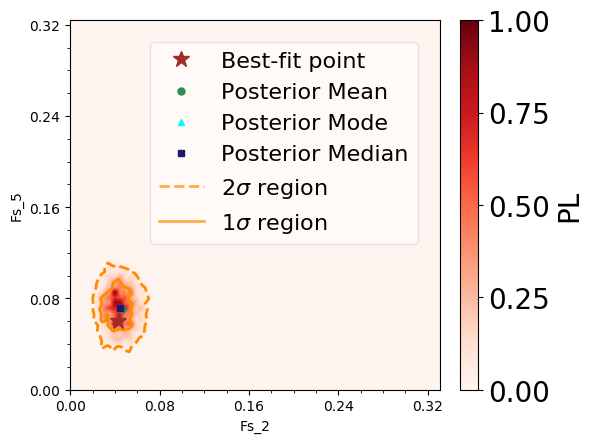 0.32
0.24
0.16
0.08
0.00
Fs_5
0.00
0.08
0.16
0.24
0.32
Fs_2
Best-fit point
Posterior Mean
Posterior Mode
Posterior Median
2σ region
1σ region
1.00
0.75
0.50
0.25
0.00
PL